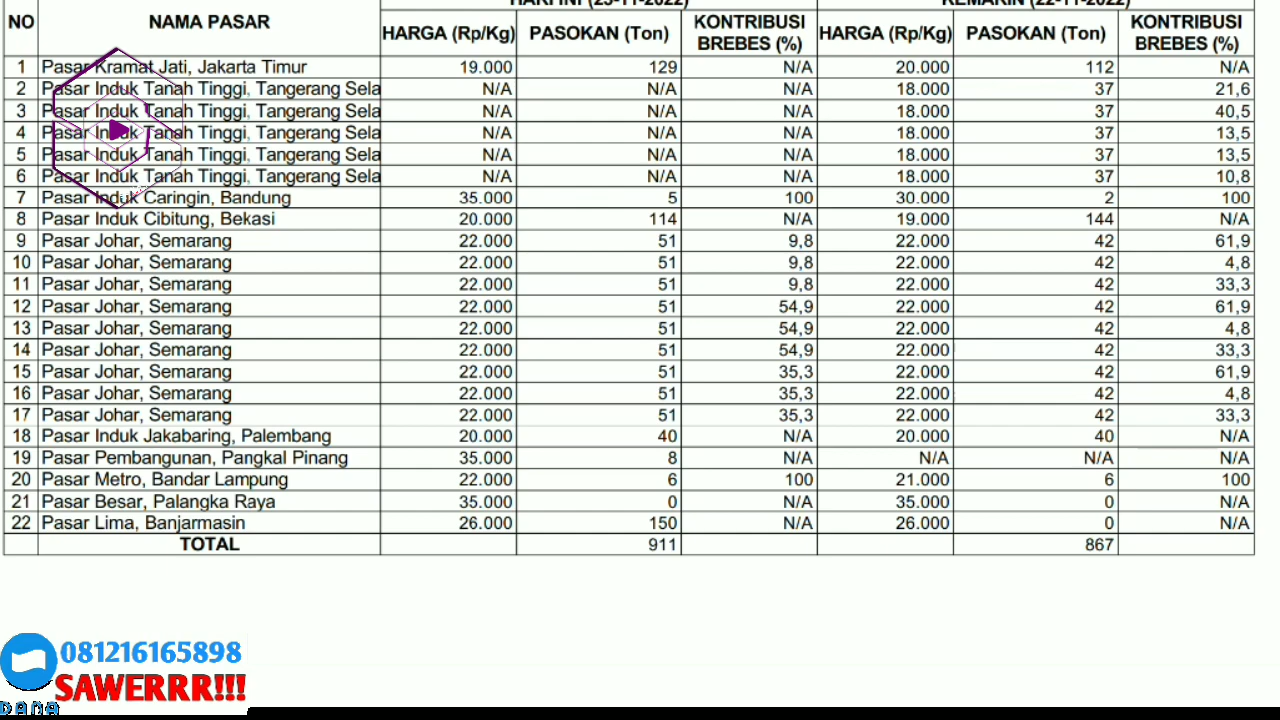 HARI INI (23-11-2022) KEMARIN (22-11-2022)
NO NAMA PASAR HARGA (Rp/Kg) PASOKAN (Ton) KONTRIBUSI BREBES (%) HARGA (Rp/Kg) PASOKAN (Ton) KONTRIBUSI BREBES (%)
1 Pasar Kramat Jati, Jakarta Timur 19.000 129 N/A 20.000 112 N/A
2 Pasar Induk Tanah Tinggi, Tangerang Sela N/A N/A N/A 18.000 37 21,6
3 Pasar Induk Tanah Tinggi, Tangerang Sela N/A N/A N/A 18.000 37 40,5
4 Pasar Induk Tanah Tinggi, Tangerang Sela N/A N/A N/A 18.000 37 13,5
5 Pasar Induk Tanah Tinggi, Tangerang Sela N/A N/A N/A 18.000 37 13,5
6 Pasar Induk Tanah Tinggi, Tangerang Sela N/A N/A N/A 18.000 37 10,8
7 Pasar Induk Caringin, Bandung 35.000 5 100 30.000 2 100
8 Pasar Induk Cibitung, Bekasi 20.000 114 N/A 19.000 144 N/A
9 Pasar Johar, Semarang 22.000 51 9,8 22.000 42 61,9
10 Pasar Johar, Semarang 22.000 51 9,8 22.000 42 4,8
11 Pasar Johar, Semarang 22.000 51 9,8 22.000 42 33,3
12 Pasar Johar, Semarang 22.000 51 54,9 22.000 42 61,9
13 Pasar Johar, Semarang 22.000 51 54,9 22.000 42 4,8
14 Pasar Johar, Semarang 22.000 51 54,9 22.000 42 33,3
15 Pasar Johar, Semarang 22.000 51 35,3 22.000 42 61,9
16 Pasar Johar, Semarang 22.000 51 35,3 22.000 42 4,8
17 Pasar Johar, Semarang 22.000 51 35,3 22.000 42 33,3
18 Pasar Induk Jakabaring, Palembang 20.000 40 N/A 20.000 40 N/A
19 Pasar Pembangunan, Pangkal Pinang 35.000 8 N/A N/A N/A N/A
20 Pasar Metro, Bandar Lampung 22.000 6 100 21.000 6 100
21 Pasar Besar, Palangka Raya 35.000 0 N/A 35.000 0 N/A
22 Pasar Lima, Banjarmasin 26.000 150 N/A 26.000 0 N/A
TOTAL 911 867
081216165898
SAWERRR!!!
DANA